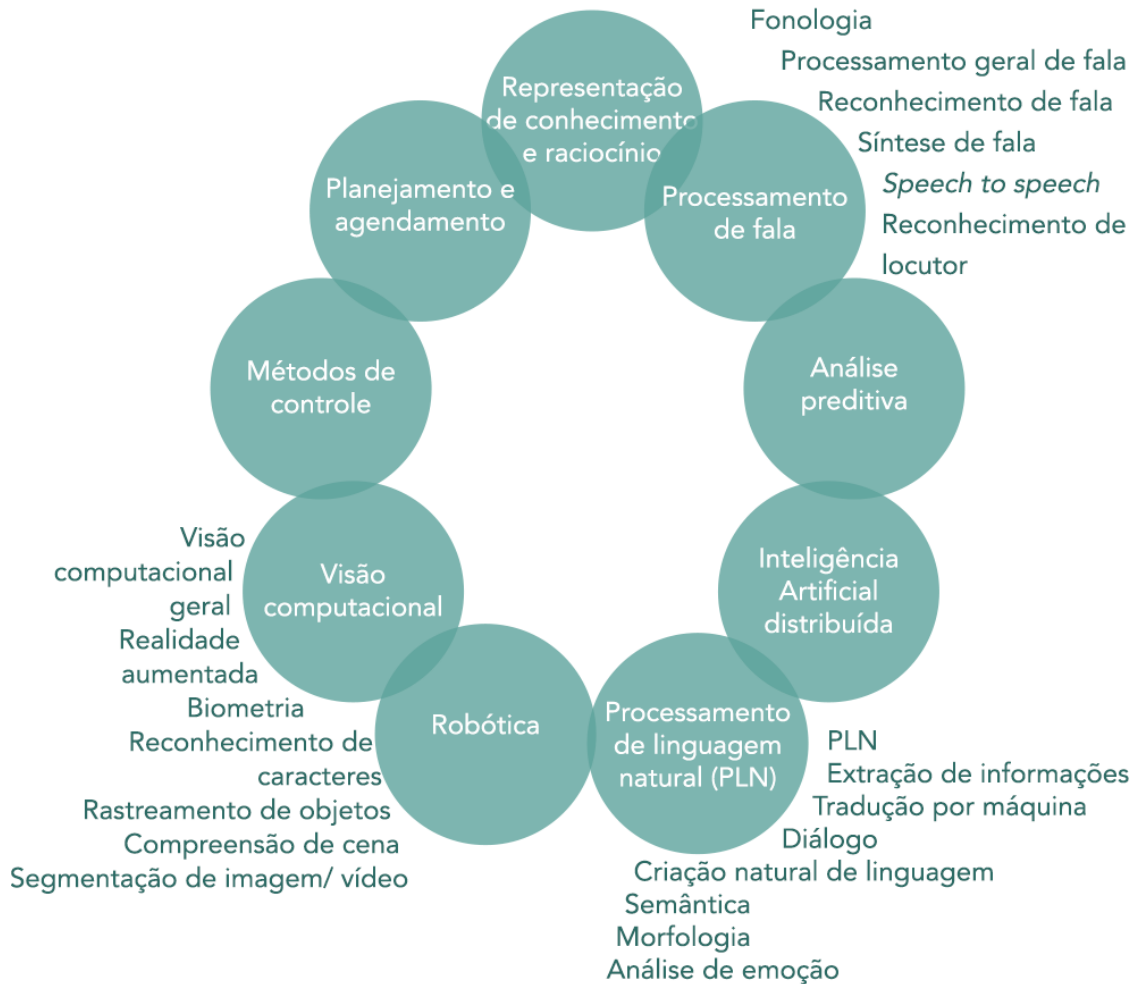 Representação
de conhecimento
e raciocínio
Fonologia
Processamento geral de fala
Reconhecimento de fala
Síntese de fala
Speech to speech
Reconhecimento de
locutor
Processamento
de fala
Análise
preditiva
Inteligência
Artificial
distribuída
Processamento
de linguagem
natural (PLN)
PLN
Extração de informações
Tradução por máquina
Diálogo
Criação natural de linguagem
Semântica
Morfologia
Análise de emoção
Robótica
Visão
computacional
Visão
computacional
geral
Realidade
aumentada
Biometria
Reconhecimento de
caracteres
Rastreamento de objetos
Compreensão de cena
Segmentação de imagem/ vídeo
Métodos de
controle
Planejamento e
agendamento